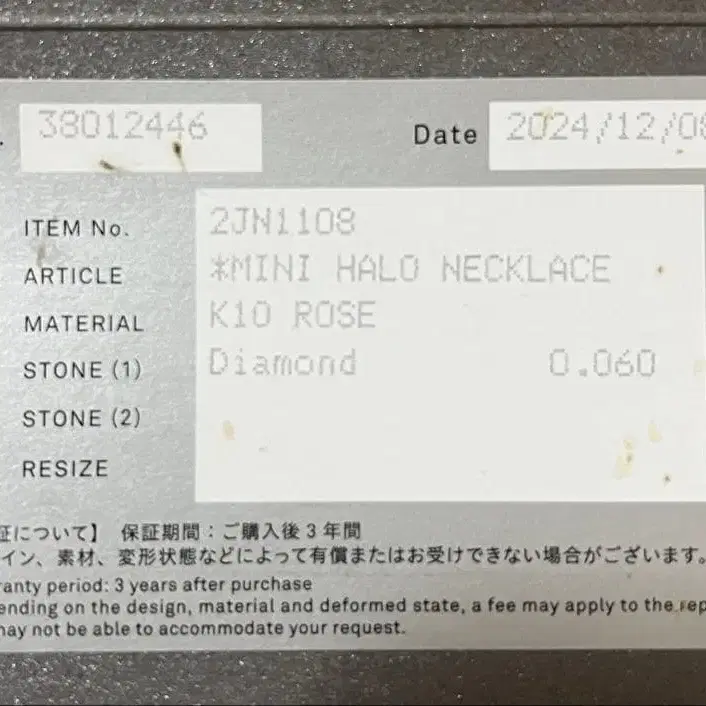 38012446
Date 2024/12/08
ITEM No. 2JN1108
ARTICLE *MINI HALO NECKLACE
MATERIAL K10 ROSE
STONE (1) Diamond 0.060
STONE (2)
RESIZE
証について】 保証期間：ご購入後3年間
イン、素材、変形状態などによって有償またはお受けできない場合がございます。
ranty period: 3 years after purchase
ending on the design, material and deformed state, a fee may apply to the rep
may not be able to accommodate your request.